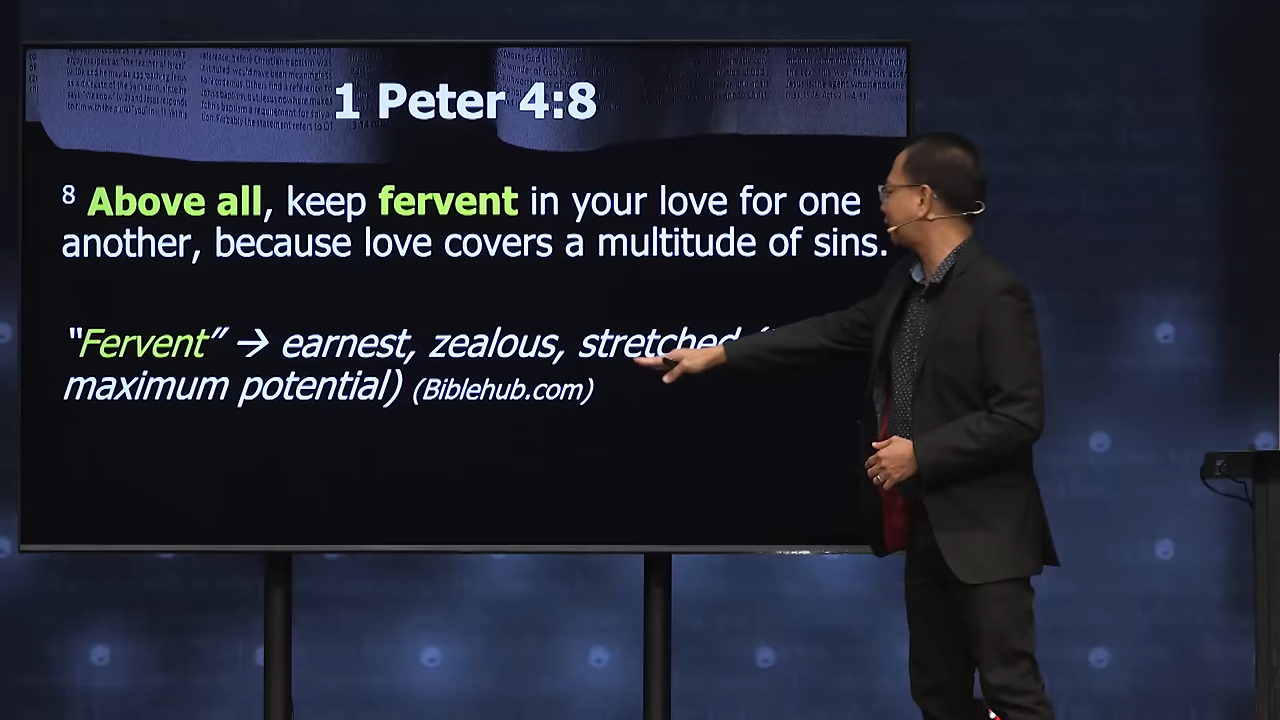 1 Peter 4:8
8 Above all, keep fervent in your love for one
another, because love covers a multitude of sins.
“Fervent” → earnest, zealous, stretched (
maximum potential) (Biblehub.com)